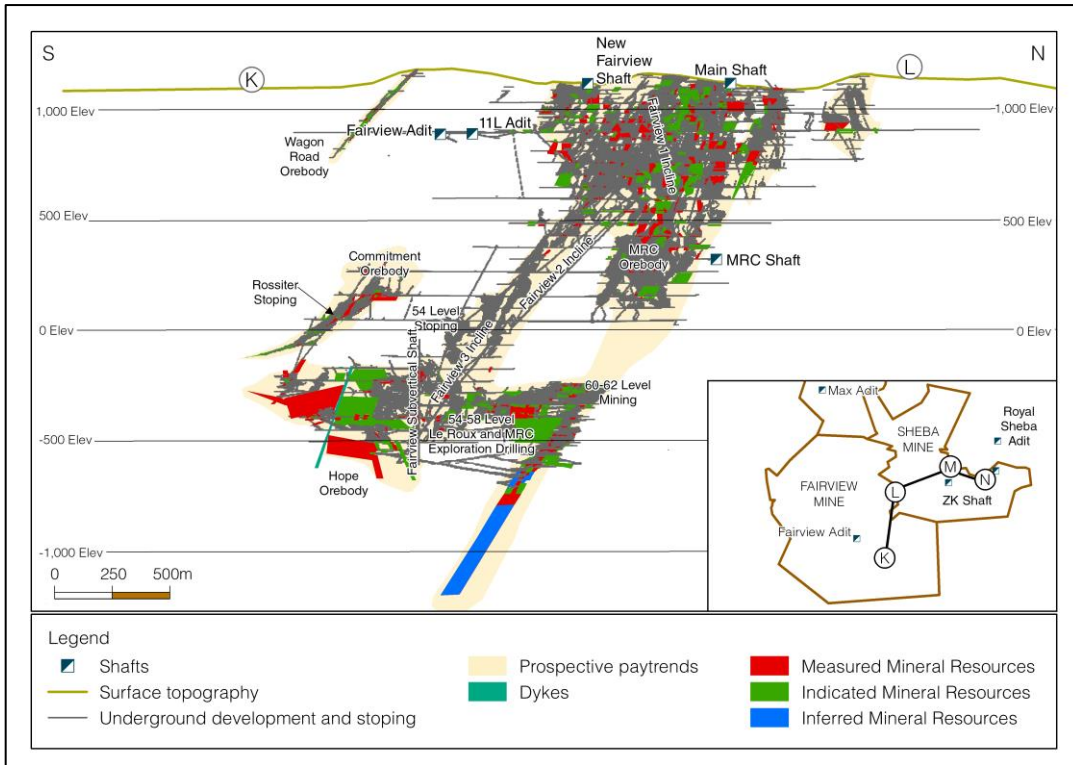 S
N
K
L
New
Fairview
Shaft
Main Shaft
1,000 Elev
1,000 Elev
Fairview Adit
11L Adit
Wagon
Road
Orebody
Fairview 1 Incline
500 Elev
500 Elev
Commitment
Orebody
MRC
Orebody
MRC Shaft
Rossiter
Stoping
Fairview 2 Incline
54 Level
Stoping
0 Elev
0 Elev
Fairview 3 Incline
Fairview Subvertical Shaft
60-62 Level
Mining
54-58 Level
Le Roux and MRC
Exploration Drilling
-500 Elev
Hope
Orebody
-1,000 Elev
0 250 500m
Max Adit
SHEBA
MINE
Royal
Sheba
Adit
M
N
L
ZK Shaft
FAIRVIEW
MINE
Fairview Adit
K
Legend
Shafts
Surface topography
Underground development and stoping
Prospective paytrends
Dykes
Measured Mineral Resources
Indicated Mineral Resources
Inferred Mineral Resources